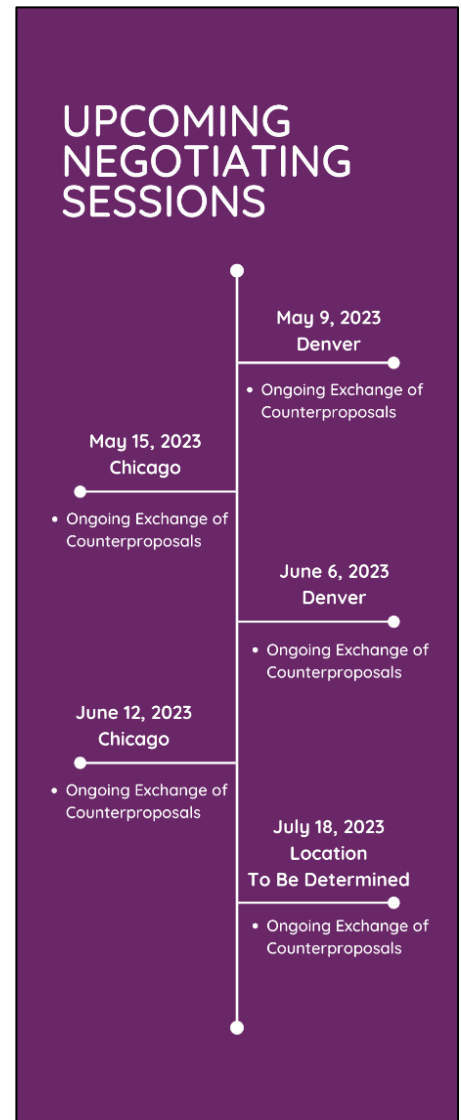 UPCOMING
NEGOTIATING
SESSIONS
May 9, 2023
Denver
• Ongoing Exchange of
Counterproposals
May 15, 2023
Chicago
• Ongoing Exchange of
Counterproposals
June 6, 2023
Denver
• Ongoing Exchange of
Counterproposals
June 12, 2023
Chicago
• Ongoing Exchange of
Counterproposals
July 18, 2023
Location
To Be Determined
• Ongoing Exchange of
Counterproposals